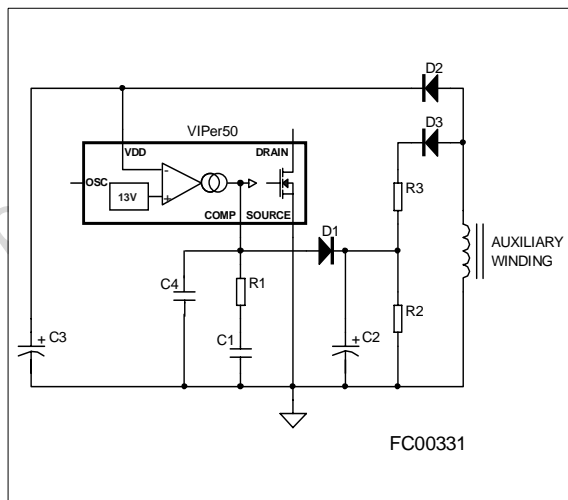 D2
D3
VIPer50
VDD
DRAIN
OSC
-
+
13V
COMP
SOURCE
R3
D1
AUXILIARY
WINDING
C4
R1
R2
C3
+
C1
+
C2
FC00331